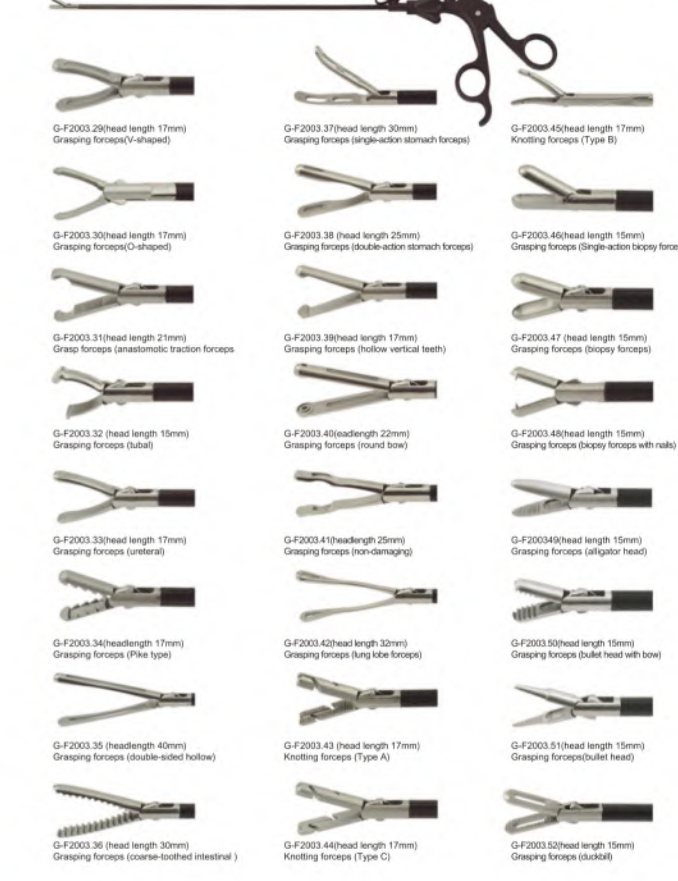 G-F2003.29(head length 17mm)
Grasping forceps(V-shaped)
G-F2003.37(head length 30mm)
Grasping forceps (single-action stomach forceps)
G-F2003.45(head length 17mm)
Knotting forceps (Type B)
G-F2003.30(head length 17mm)
Grasping forceps(O-shaped)
G-F2003.38 (head length 25mm)
Grasping forceps (double-action stomach forceps)
G-F2003.46(head length 15mm)
Grasping forceps (Single-action biopsy force
G-F2003.31(head length 21mm)
Grasp forceps (anastomotic traction forceps
G-F2003.39(head length 17mm)
Grasping forceps (hollow vertical teeth)
G-F2003.47 (head length 15mm)
Grasping forceps (biopsy forceps)
G-F2003.32 (head length 15mm)
Grasping forceps (tubal)
G-F2003.40(eadlength 22mm)
Grasping forceps (round bow)
G-F2003.48(head length 15mm)
Grasping forceps (biopsy forceps with nails)
G-F2003.33(head length 17mm)
Grasping forceps (ureteral)
G-F2003.41(headlength 25mm)
Grasping forceps (non-damaging)
G-F200349(head length 15mm)
Grasping forceps (alligator head)
G-F2003.34(headlength 17mm)
Grasping forceps (Pike type)
G-F2003.42(head length 32mm)
Grasping forceps (lung lobe forceps)
G-F2003.50(head length 15mm)
Grasping forceps (bullet head with bow)
G-F2003.35 (headlength 40mm)
Grasping forceps (double-sided hollow)
G-F2003.43 (head length 17mm)
Knotting forceps (Type A)
G-F2003.51(head length 15mm)
Grasping forceps(bullet head)
G-F2003.36 (head length 30mm)
Grasping forceps (coarse-toothed intestinal )
G-F2003.44(head length 17mm)
Knotting forceps (Type C)
G-F2003.52(head length 15mm)
Grasping forceps (duckbill)